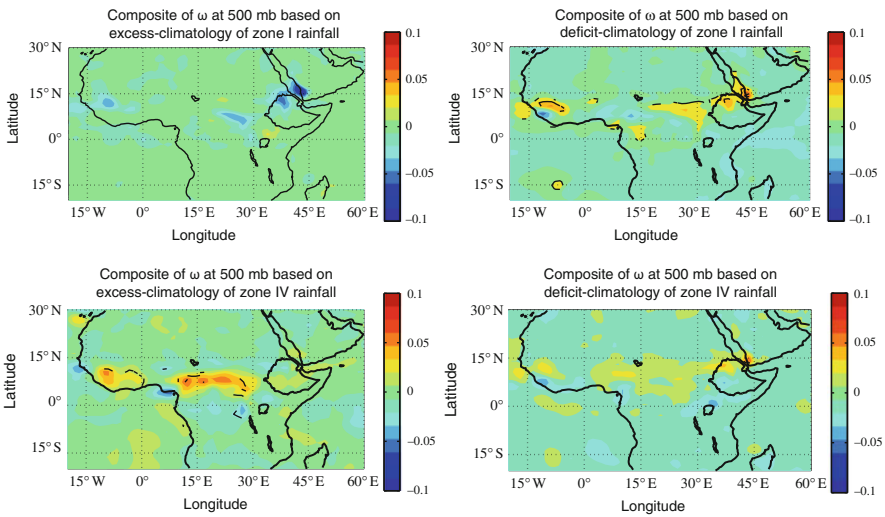 Composite of ω at 500 mb based on
excess-climatology of zone I rainfall
30° N
15° N
0°
15° S
15° W
0°
15° E
30° E
45° E
60° E
Latitude
Longitude
0.1
0.05
0
−0.05
−0.1
Composite of ω at 500 mb based on
deficit-climatology of zone I rainfall
30° N
15° N
0°
15° S
15° W
0°
15° E
30° E
45° E
60° E
Latitude
Longitude
0.1
0.05
0
−0.05
−0.1
Composite of ω at 500 mb based on
excess-climatology of zone IV rainfall
30° N
15° N
0°
15° S
15° W
0°
15° E
30° E
45° E
60° E
Latitude
Longitude
0.1
0.05
0
−0.05
−0.1
Composite of ω at 500 mb based on
deficit-climatology of zone IV rainfall
30° N
15° N
0°
15° S
15° W
0°
15° E
30° E
45° E
60° E
Latitude
Longitude
0.1
0.05
0
−0.05
−0.1